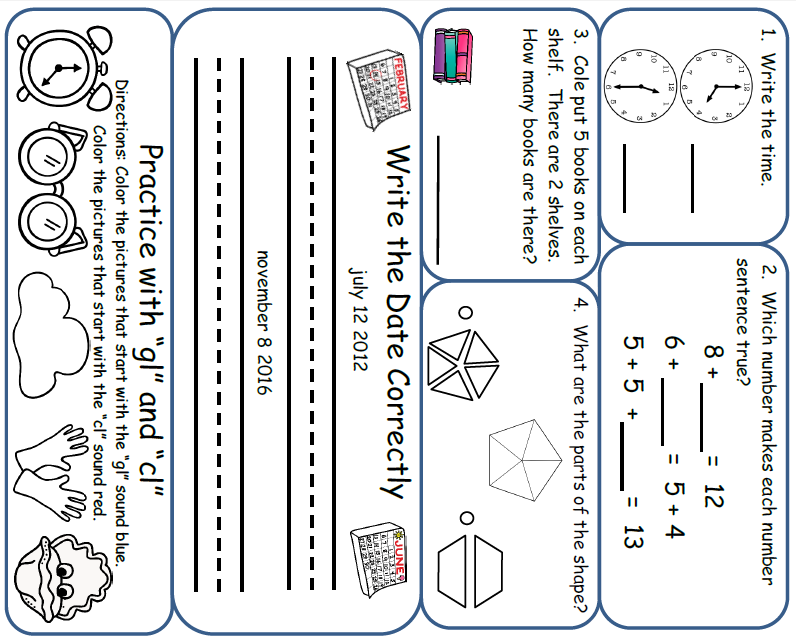 1. Write the time.
2. Which number makes each number
sentence true?
8 + ____ = 12
6 + ____ = 5 + 4
5 + 5 + ____ = 13
3. Cole put 5 books on each
shelf. There are 2 shelves.
How many books are there?
4. What are the parts of the shape?
FEBRUARY
Write the Date Correctly
JUNE
july 12 2012
november 8 2016
Practice with “gl” and “cl”
Directions: Color the pictures that start with the “gl” sound blue.
Color the pictures that start with the “cl” sound red.